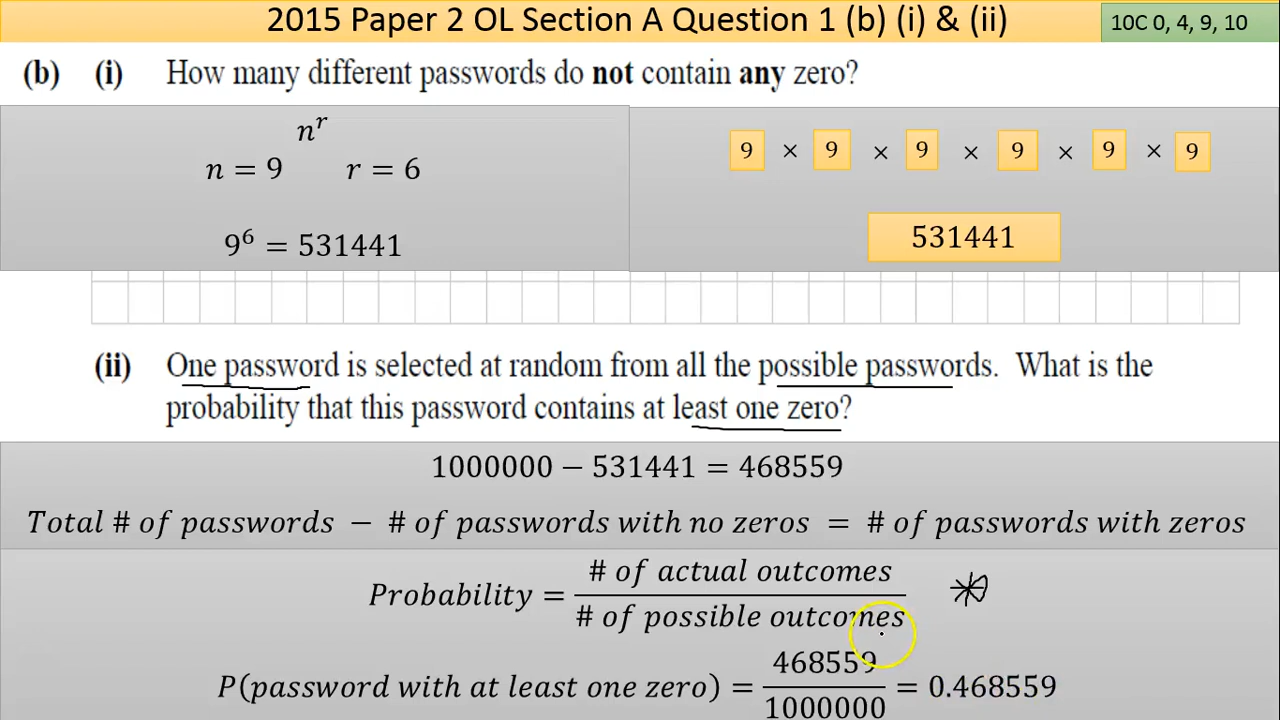 2015 Paper 2 OL Section A Question 1 (b) (i) & (ii)
10C 0, 4, 9, 10
(b) (i) How many different passwords do not contain any zero?
n^r
n = 9 r = 6
9^6 = 531441
9 × 9 × 9 × 9 × 9 × 9
531441
(ii) One password is selected at random from all the possible passwords. What is the
probability that this password contains at least one zero?
1000000 − 531441 = 468559
Total # of passwords − # of passwords with no zeros = # of passwords with zeros
Probability = # of actual outcomes / # of possible outcomes
P(password with at least one zero) = 468559 / 1000000 = 0.468559